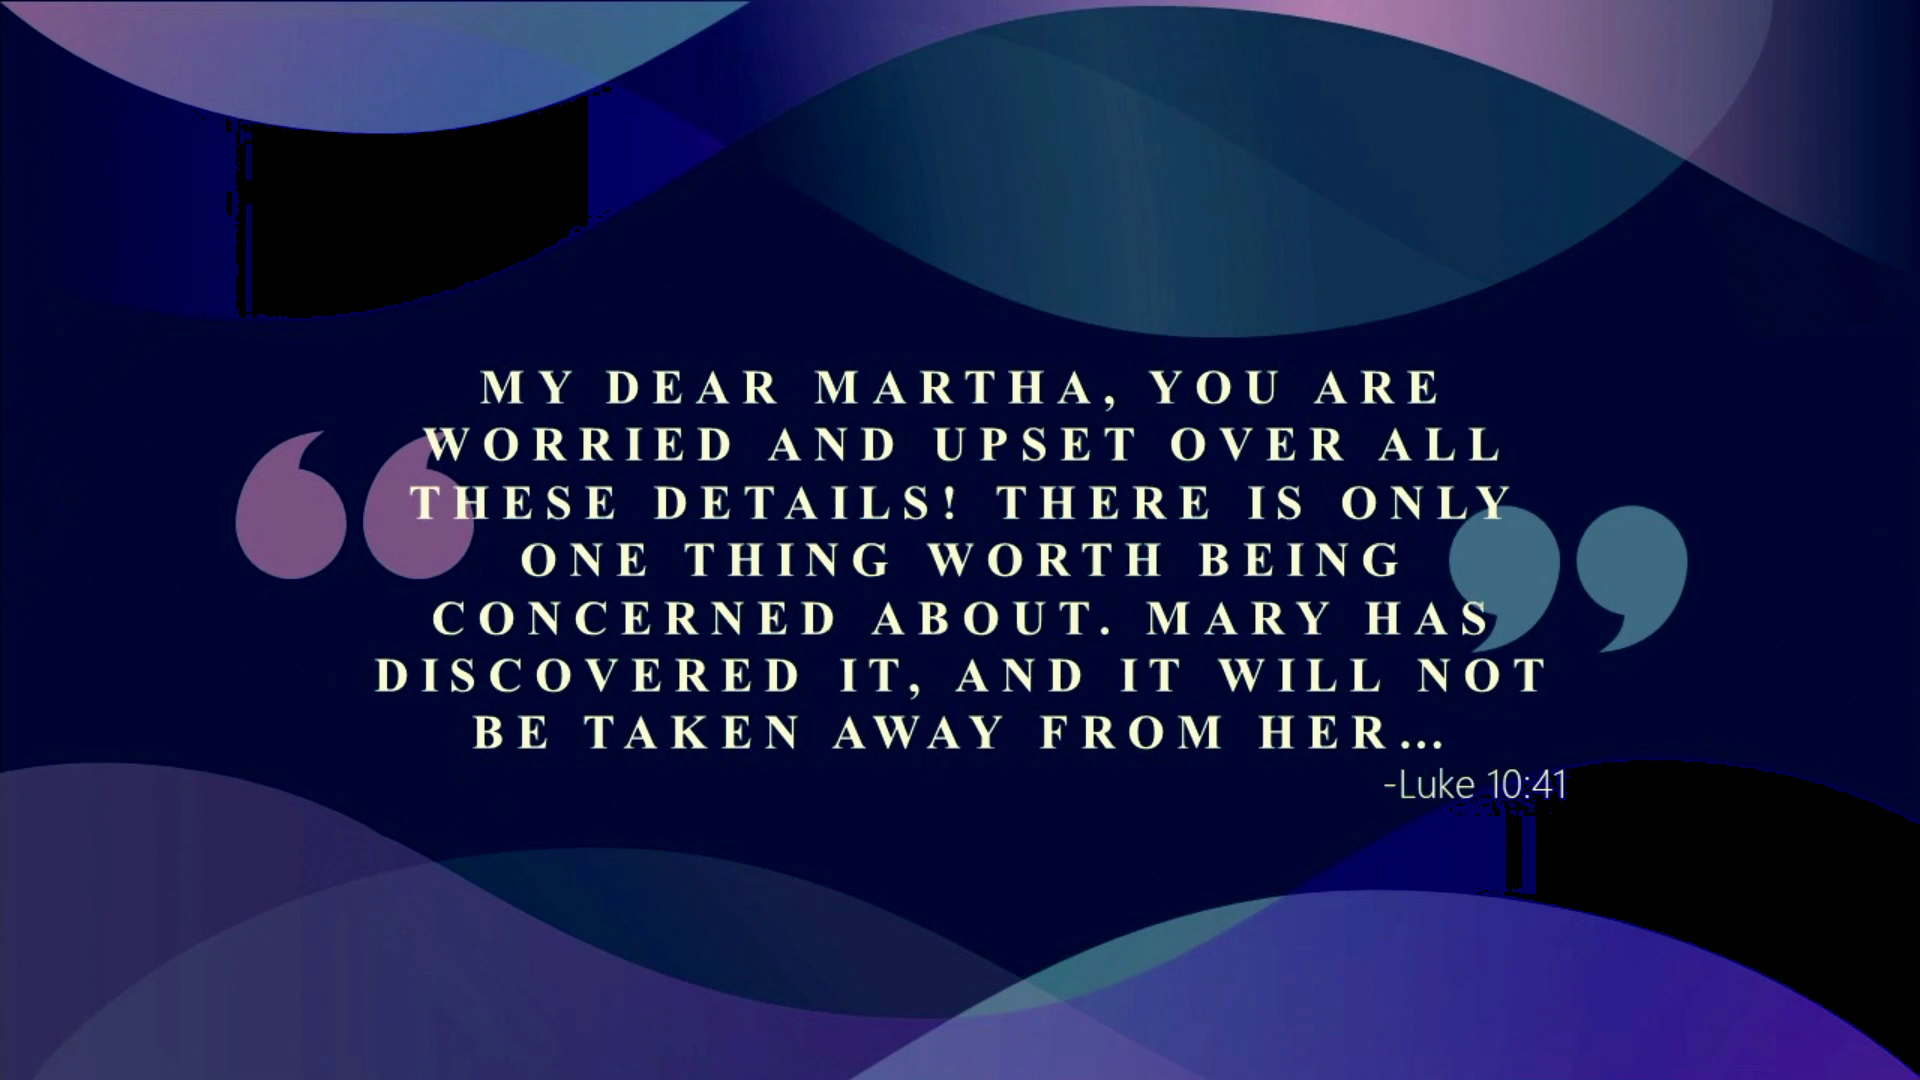 MY DEAR MARTHA, YOU ARE
WORRIED AND UPSET OVER ALL
THESE DETAILS! THERE IS ONLY
ONE THING WORTH BEING
CONCERNED ABOUT. MARY HAS
DISCOVERED IT, AND IT WILL NOT
BE TAKEN AWAY FROM HER...
-Luke 10:41